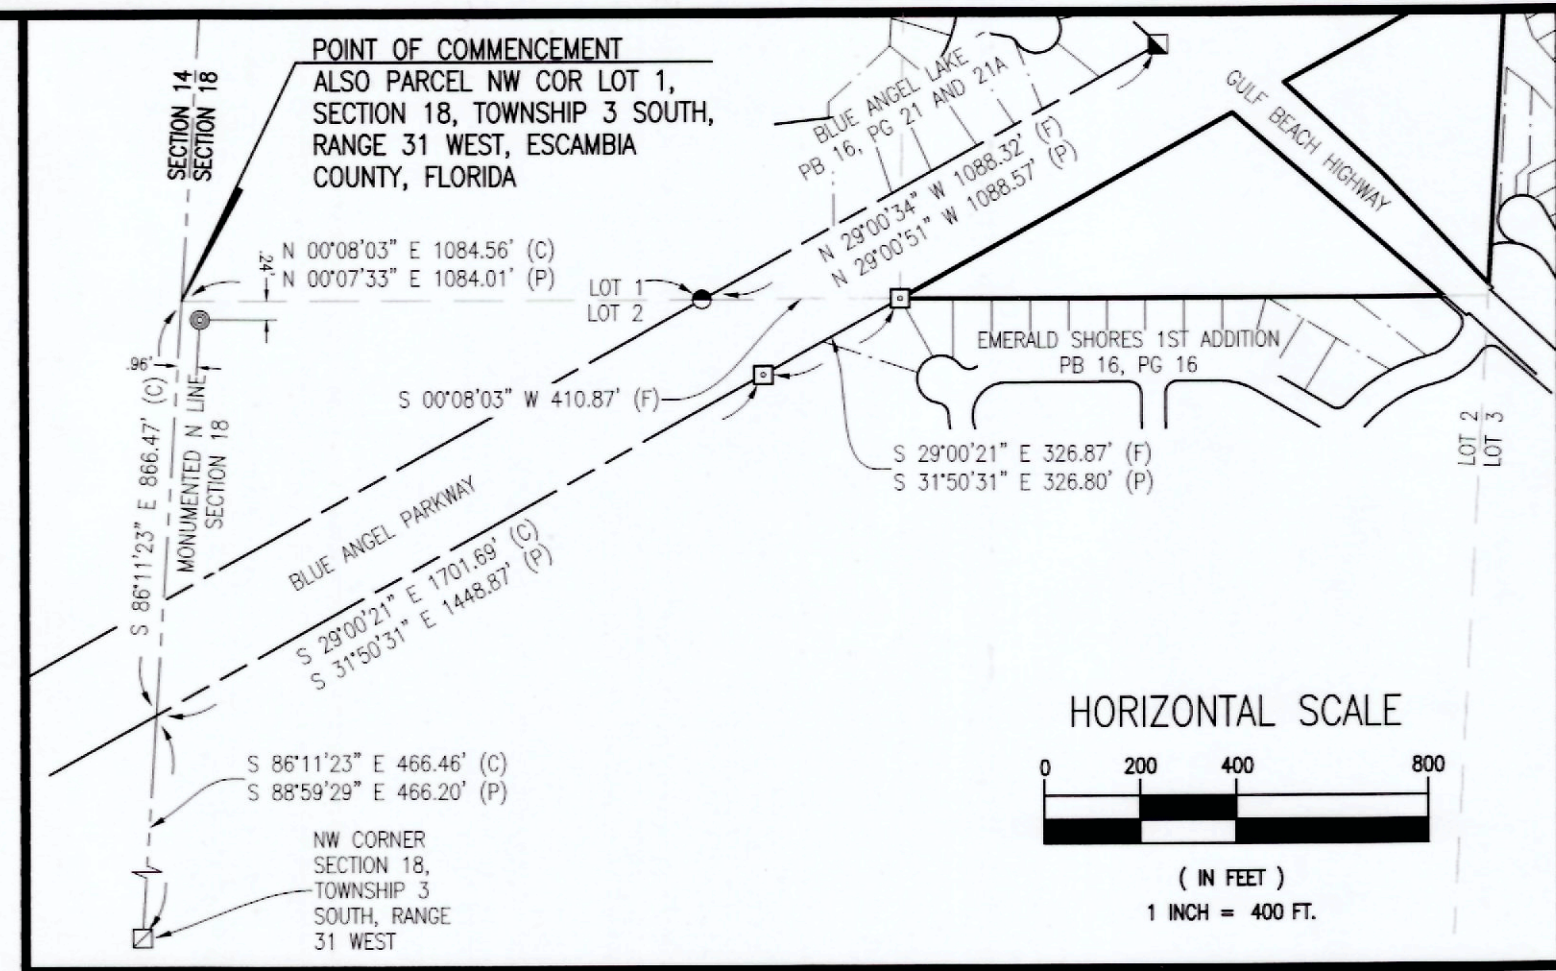 POINT OF COMMENCEMENT
ALSO PARCEL NW COR LOT 1,
SECTION 18, TOWNSHIP 3 SOUTH,
RANGE 31 WEST, ESCAMBIA
COUNTY, FLORIDA
SECTION 14
SECTION 18
BLUE ANGEL LAKE
PB 16, PG 21 AND 21A
GULF BEACH HIGHWAY
N 29°00'34" W 1088.32' (F)
N 29°00'51" W 1088.57' (P)
N 00°08'03" E 1084.56' (C)
N 00°07'33" E 1084.01' (P)
.24'
LOT 1
LOT 2
EMERALD SHORES 1ST ADDITION
PB 16, PG 16
.96'
S 00°08'03" W 410.87' (F)
S 86°11'23" E 866.47' (C)
MONUMENTED N LINE
SECTION 18
S 29°00'21" E 326.87' (F)
S 31°50'31" E 326.80' (P)
LOT 2
LOT 3
BLUE ANGEL PARKWAY
S 29°00'21" E 1701.69' (C)
S 31°50'31" E 1448.87' (P)
S 86°11'23" E 466.46' (C)
S 88°59'29" E 466.20' (P)
NW CORNER
SECTION 18,
TOWNSHIP 3
SOUTH, RANGE
31 WEST
HORIZONTAL SCALE
0 200 400 800
( IN FEET )
1 INCH = 400 FT.